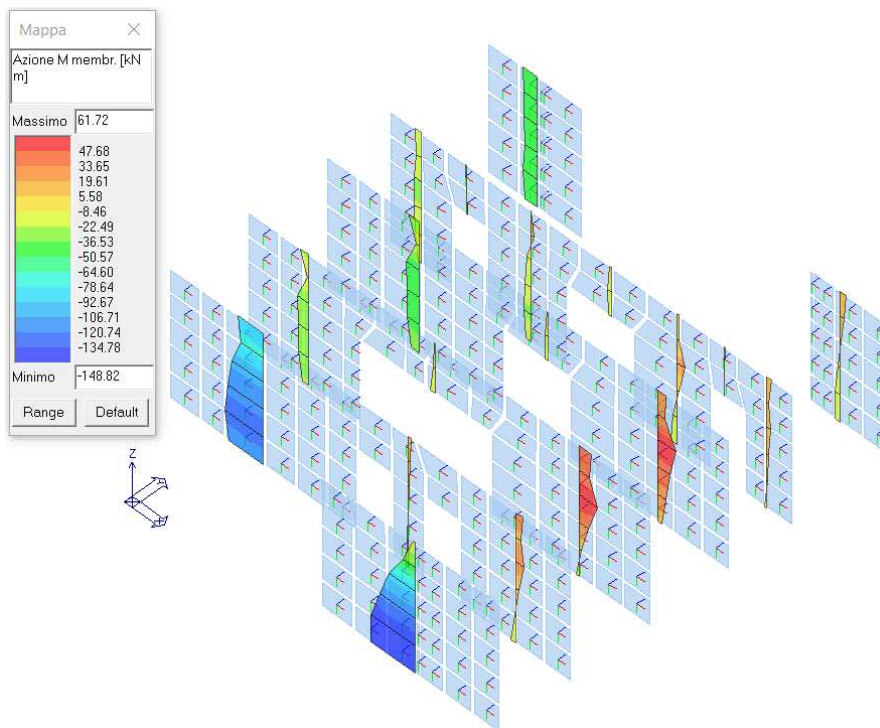 Mappa
Azione M membr. [kN
m]
Massimo 61.72
47.68
33.65
19.61
5.58
-8.46
-22.49
-36.53
-50.57
-64.60
-78.64
-92.67
-106.71
-120.74
-134.78
Minimo -148.82
Range Default
Z